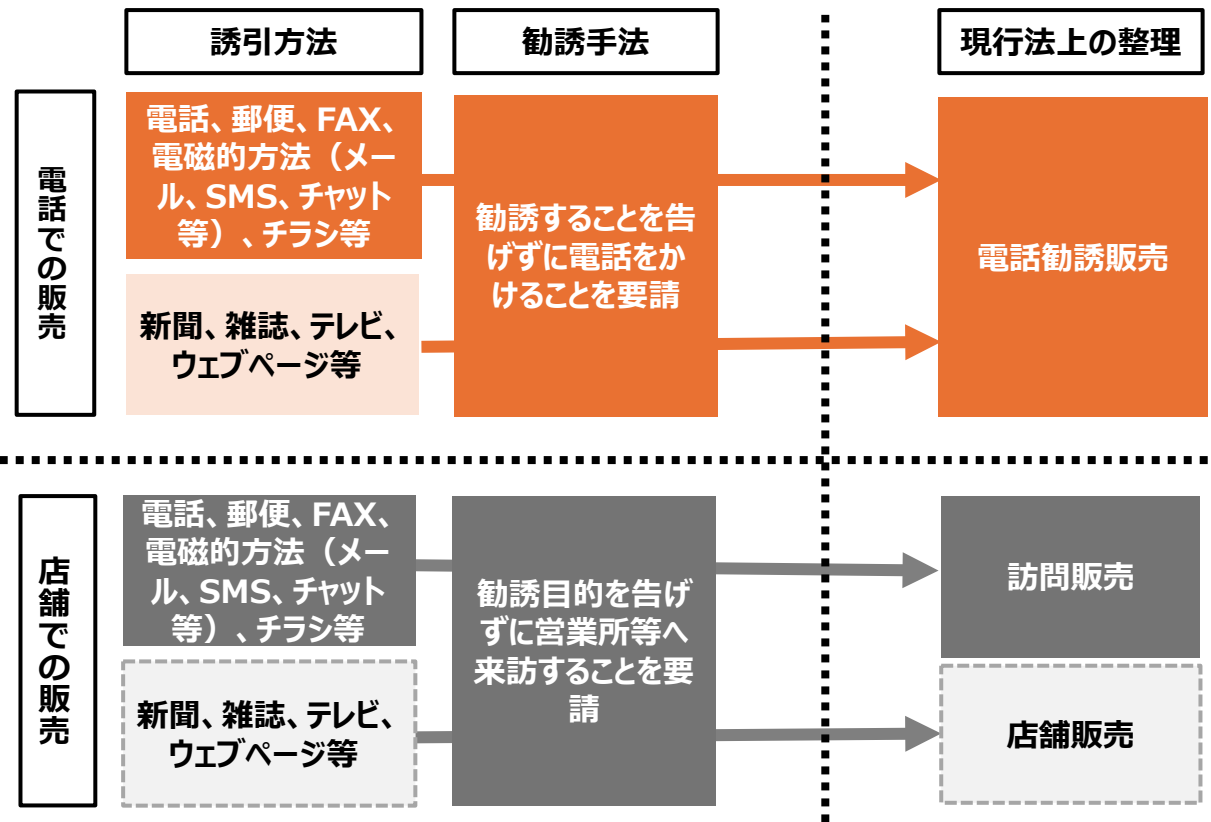 誘引方法
勧誘手法
現行法上の整理
電話での販売
電話、郵便、FAX、
電磁的方法（メー
ル、SMS、チャット
等）、チラシ等
新聞、雑誌、テレビ、
ウェブページ等
勧誘することを告
げずに電話をか
けることを要請
電話勧誘販売
店舗での販売
電話、郵便、FAX、
電磁的方法（メー
ル、SMS、チャット
等）、チラシ等
新聞、雑誌、テレビ、
ウェブページ等
勧誘目的を告げ
ずに営業所等へ
来訪することを要
請
訪問販売
店舗販売